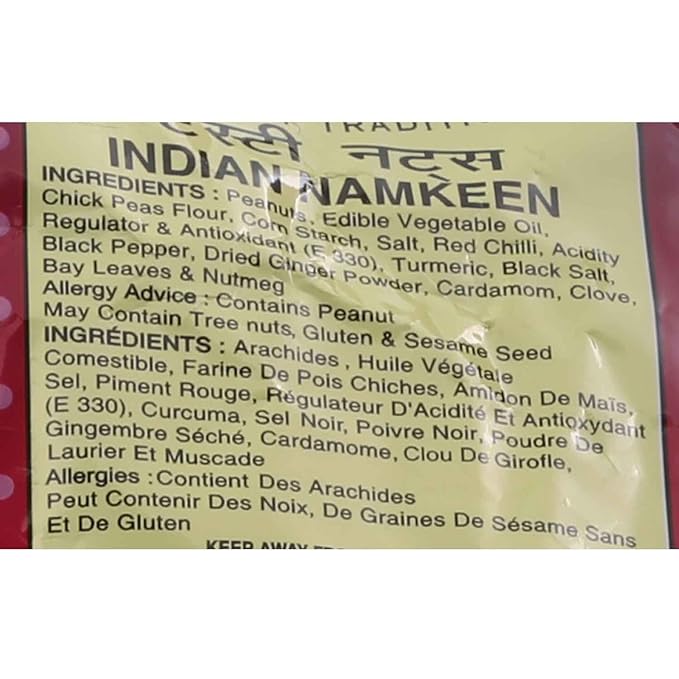 टेस्टी नट्स
INDIAN NAMKEEN
INGREDIENTS : Peanuts, Edible Vegetable Oil,
Chick Peas Flour, Corn Starch, Salt, Red Chilli, Acidity
Regulator & Antioxidant (E 330), Turmeric, Black Salt,
Black Pepper, Dried Ginger Powder, Cardamom, Clove,
Bay Leaves & Nutmeg
Allergy Advice : Contains Peanut
May Contain Tree nuts, Gluten & Sesame Seed
INGRÉDIENTS : Arachides , Huile Végétale
Comestible, Farine De Pois Chiches, Amidon De Maïs,
Sel, Piment Rouge, Régulateur D'Acidité Et Antioxydant
(E 330), Curcuma, Sel Noir, Poivre Noir, Poudre De
Gingembre Séché, Cardamome, Clou De Girofle,
Laurier Et Muscade
Allergies :Contient Des Arachides
Peut Contenir Des Noix, De Graines De Sésame Sans
Et De Gluten
KEEP AWAY